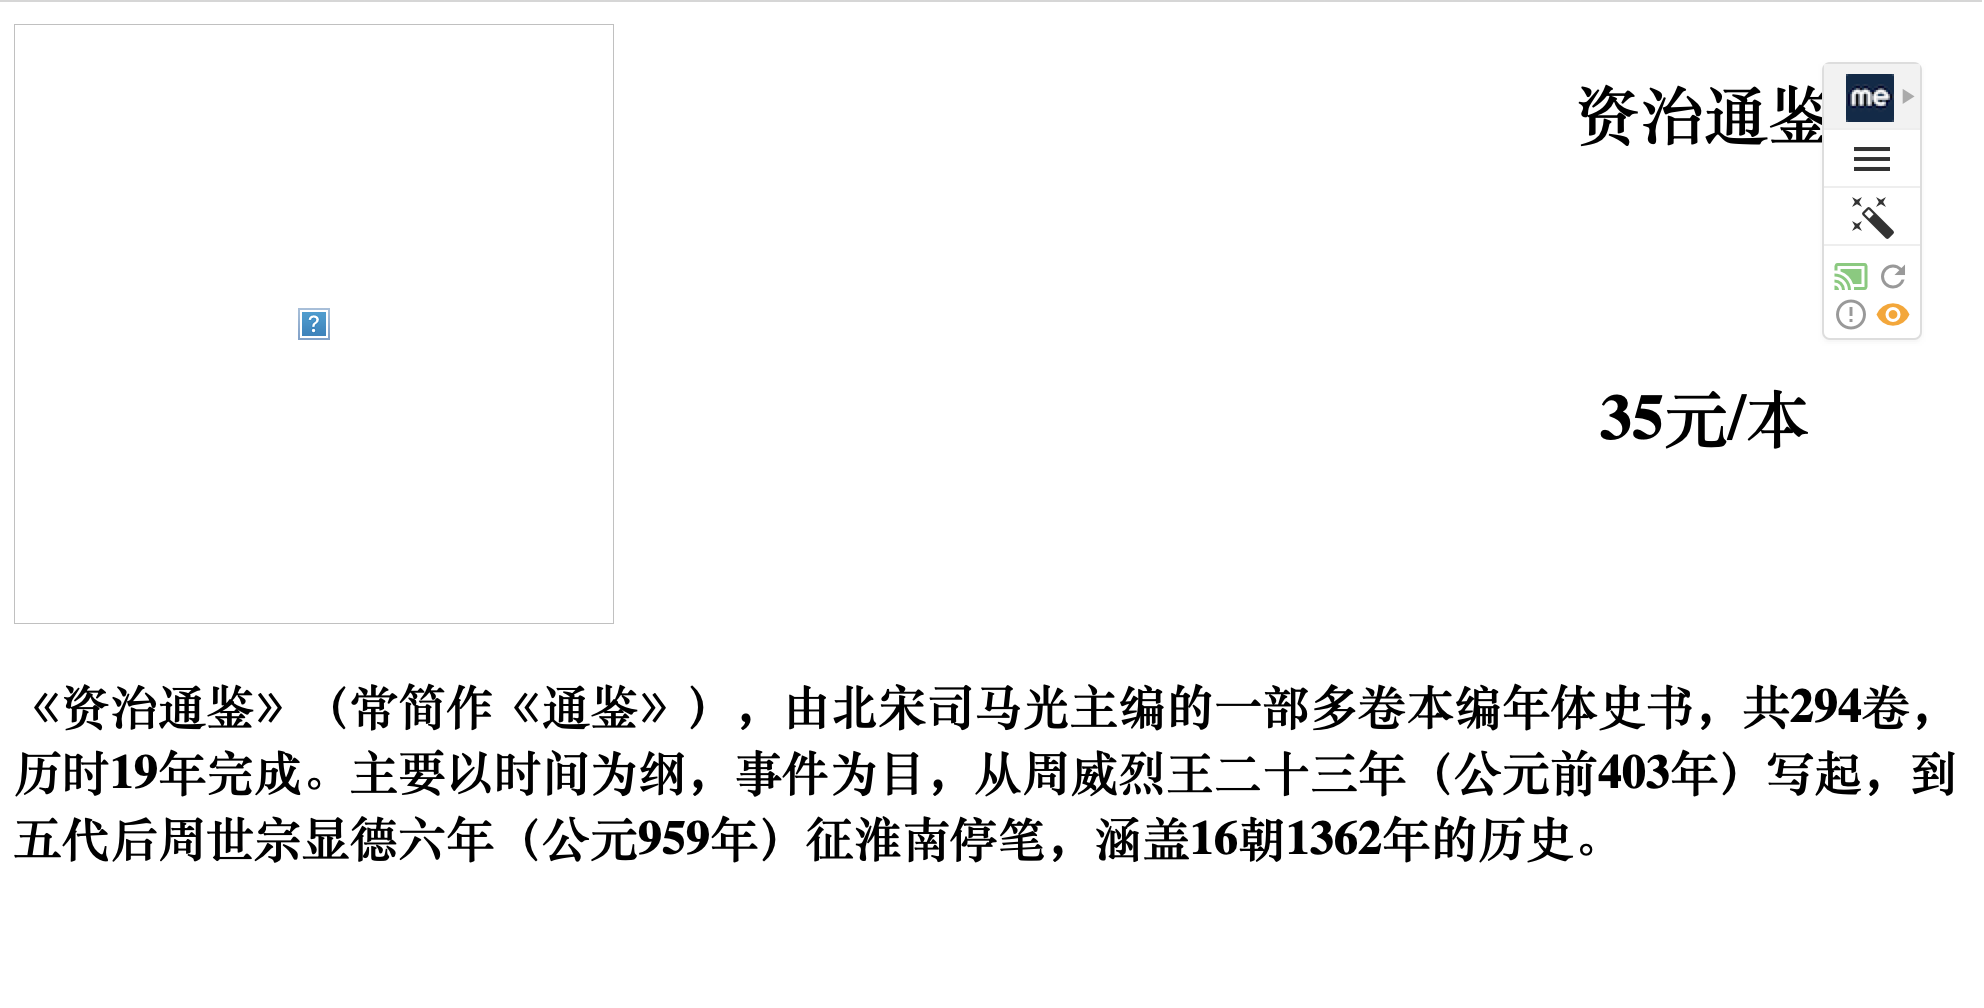 资治通鉴
me
35元/本
《资治通鉴》（常简作《通鉴》），由北宋司马光主编的一部多卷本编年体史书，共294卷，
历时19年完成。主要以时间为纲，事件为目，从周威烈王二十三年（公元前403年）写起，到
五代后周世宗显德六年（公元959年）征淮南停笔，涵盖16朝1362年的历史。